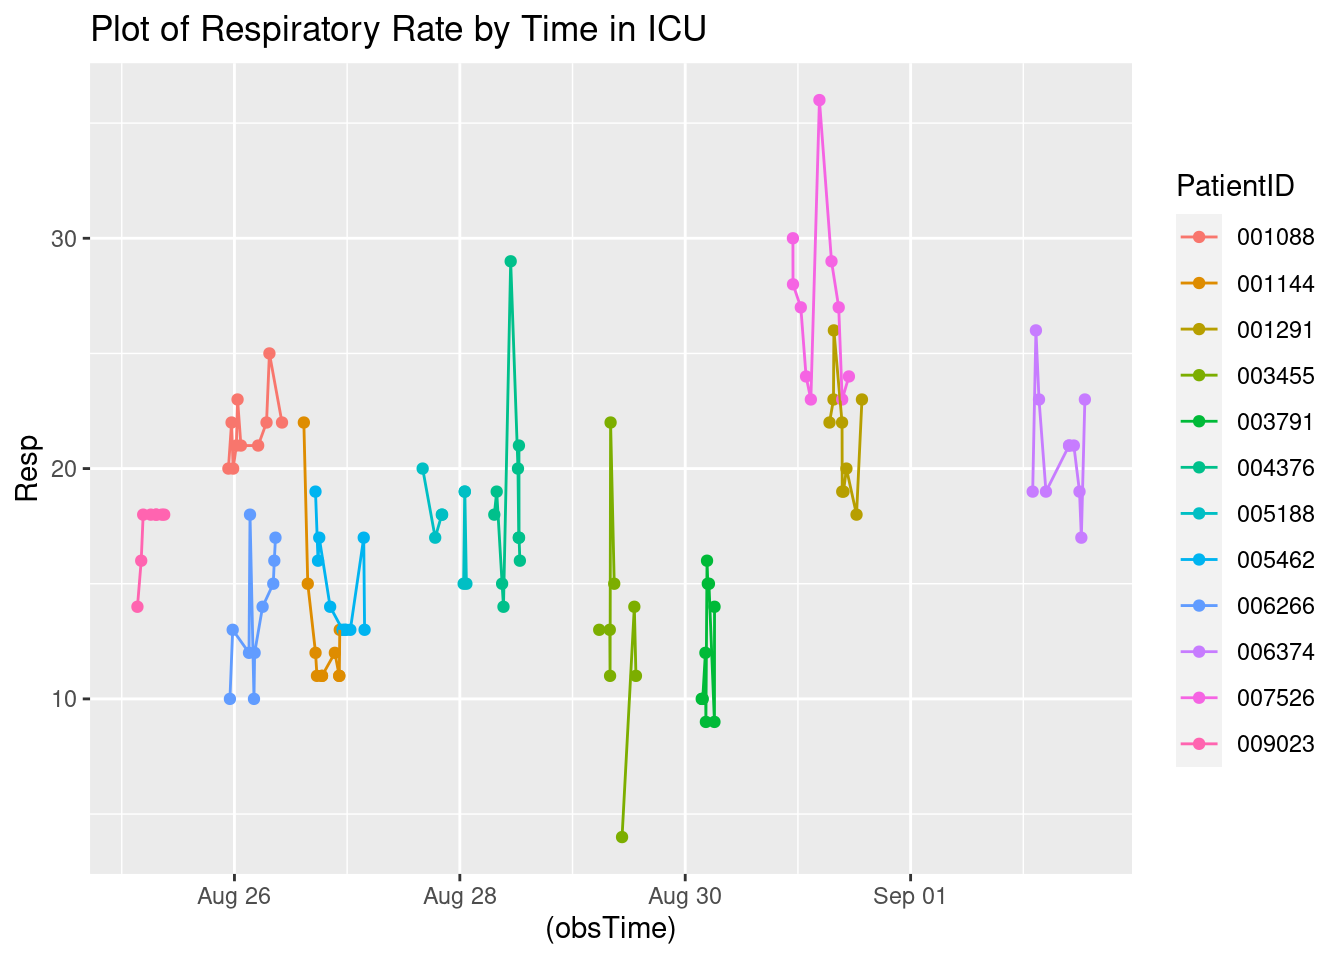 Plot of Respiratory Rate by Time in ICU
Resp
30
20
10
Aug 26
Aug 28
Aug 30
Sep 01
(obsTime)
PatientID
001088
001144
001291
003455
003791
004376
005188
005462
006266
006374
007526
009023